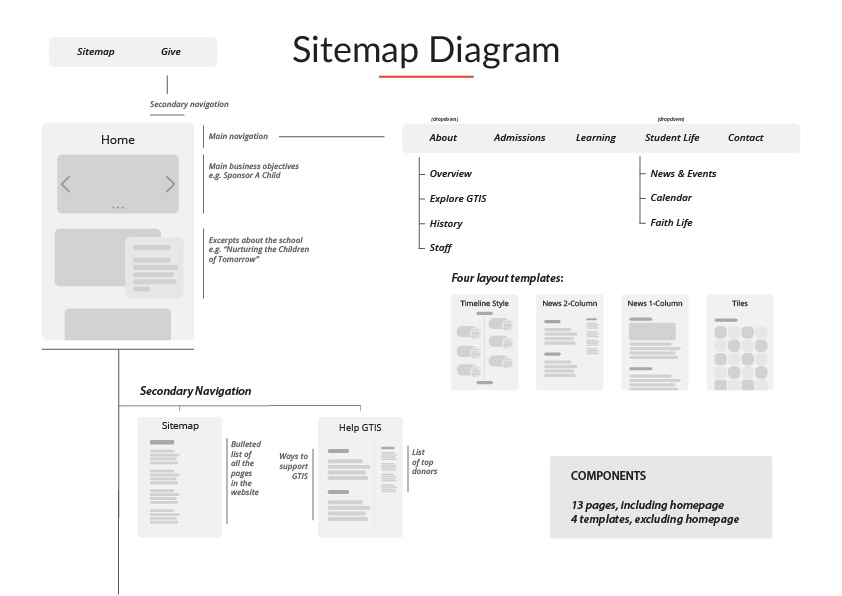 Sitemap Give
Sitemap Diagram
Secondary navigation
Home
Main navigation
Main business objectives
e.g. Sponsor A Child
Excerpts about the school
e.g. “Nurturing the Children
of Tomorrow”
(dropdown) (dropdown)
About Admissions Learning Student Life Contact
Overview
Explore GTIS
History
Staff
News & Events
Calendar
Faith Life
Four layout templates:
Timeline Style
News 2-Column
News 1-Column
Tiles
Secondary Navigation
Sitemap
Bulleted
list of
all the
pages
in the
website
Help GTIS
Ways to
support
GTIS
List
of top
donors
COMPONENTS
13 pages, including homepage
4 templates, excluding homepage